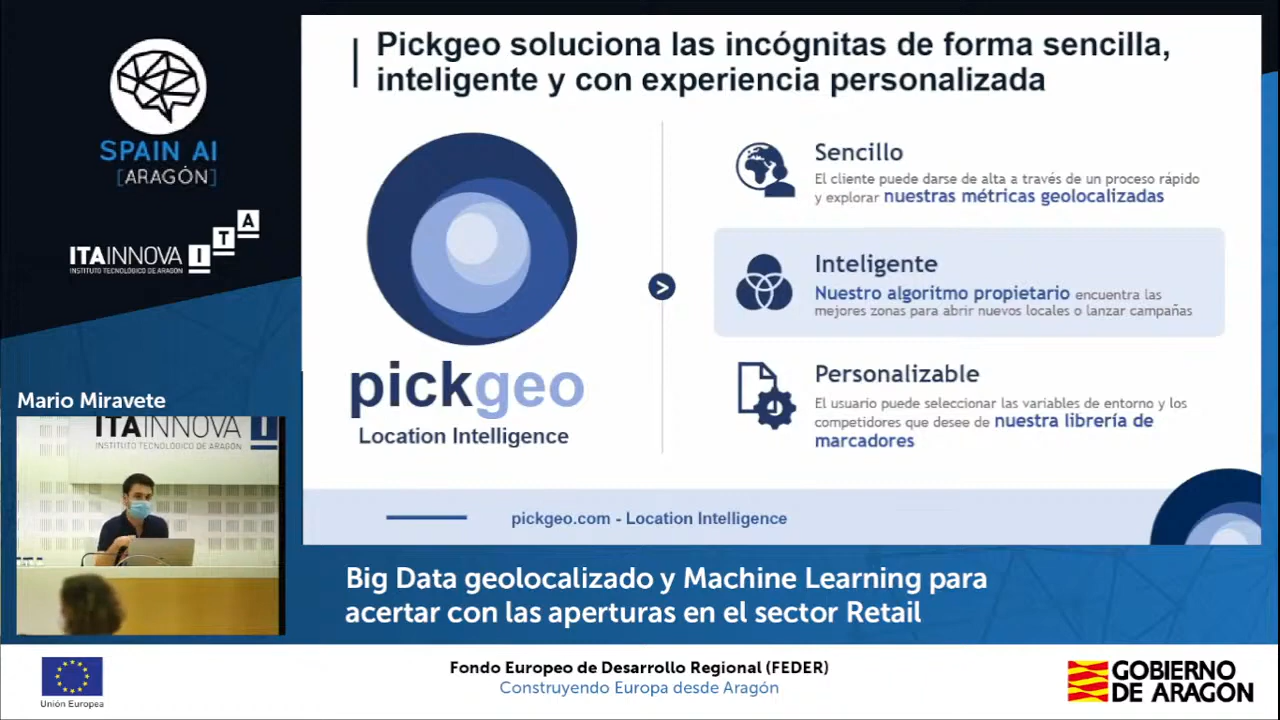 SPAIN AI
[ARAGÓN]
ITAINNOVA
INSTITUTO TECNOLÓGICO DE ARAGÓN
I T A
Mario Miravete
ITAINNOVA
INSTITUTO TECNOLÓGICO DE ARAGÓN
Pickgeo soluciona las incógnitas de forma sencilla,
inteligente y con experiencia personalizada
pickgeo
Location Intelligence
>
Sencillo
El cliente puede darse de alta a través de un proceso rápido
y explorar nuestras métricas geolocalizadas
Inteligente
Nuestro algoritmo propietario encuentra las
mejores zonas para abrir nuevos locales o lanzar campañas
Personalizable
El usuario puede seleccionar las variables de entorno y los
competidores que desee de nuestra librería de
marcadores
pickgeo.com - Location Intelligence
Big Data geolocalizado y Machine Learning para
acertar con las aperturas en el sector Retail
Unión Europea
Fondo Europeo de Desarrollo Regional (FEDER)
Construyendo Europa desde Aragón
GOBIERNO
DE ARAGON